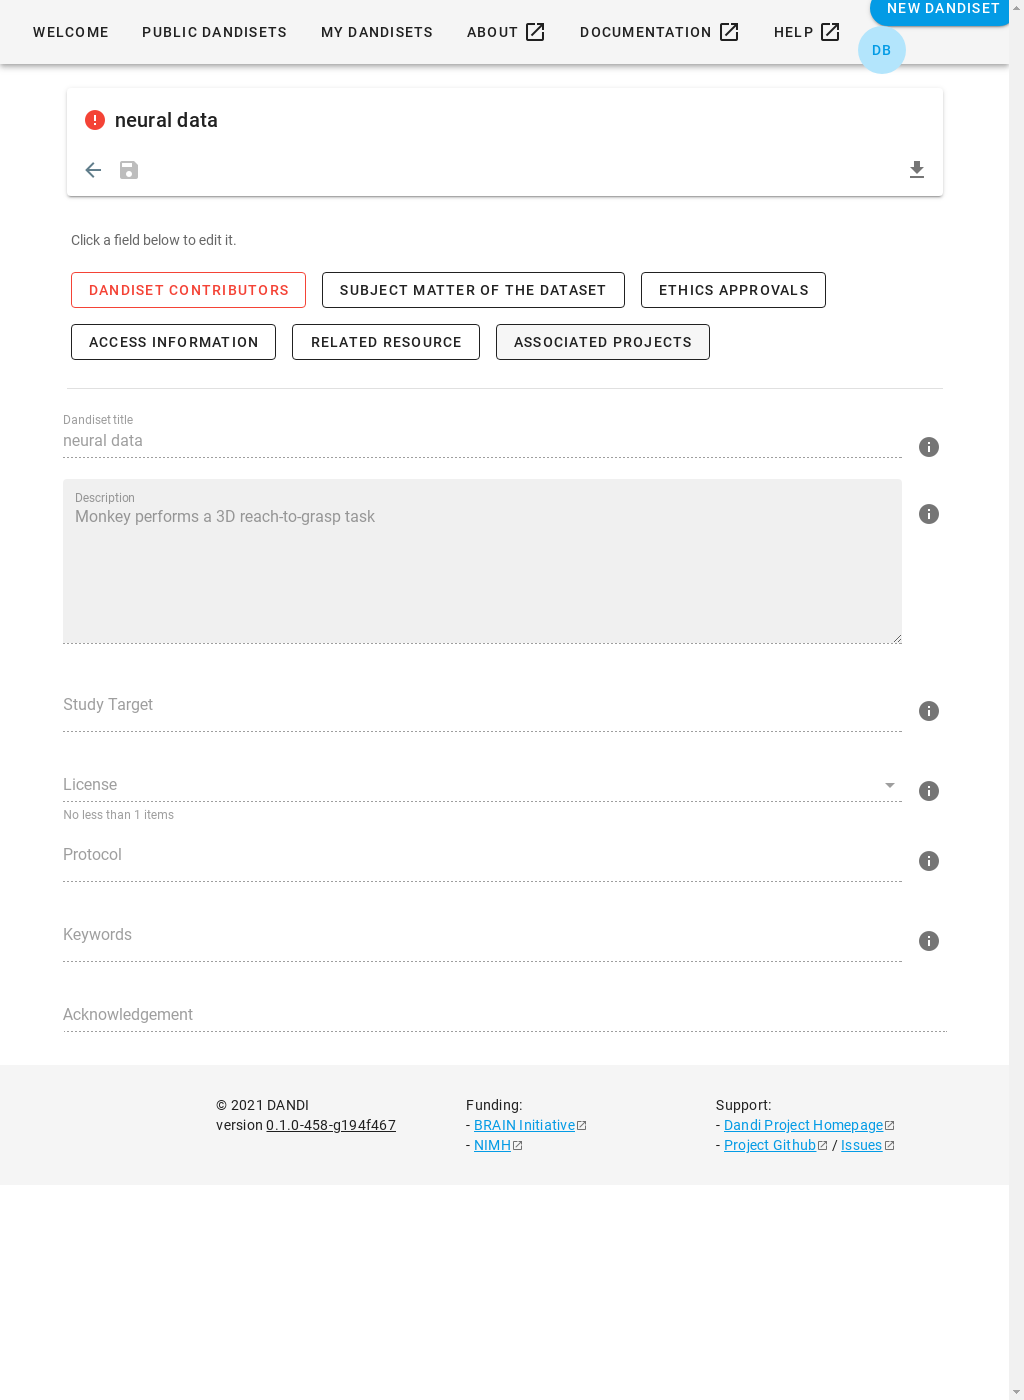 WELCOME
PUBLIC DANDISETS
MY DANDISETS
ABOUT
DOCUMENTATION
HELP
NEW DANDISET
DB
neural data
Click a field below to edit it.
DANDISET CONTRIBUTORS
SUBJECT MATTER OF THE DATASET
ETHICS APPROVALS
ACCESS INFORMATION
RELATED RESOURCE
ASSOCIATED PROJECTS
Dandiset title
neural data
Description
Monkey performs a 3D reach-to-grasp task
Study Target
License
No less than 1 items
Protocol
Keywords
Acknowledgement
© 2021 DANDI
version 0.1.0-458-g194f467
Funding:
- BRAIN Initiative
- NIMH
Support:
- Dandi Project Homepage
- Project Github / Issues